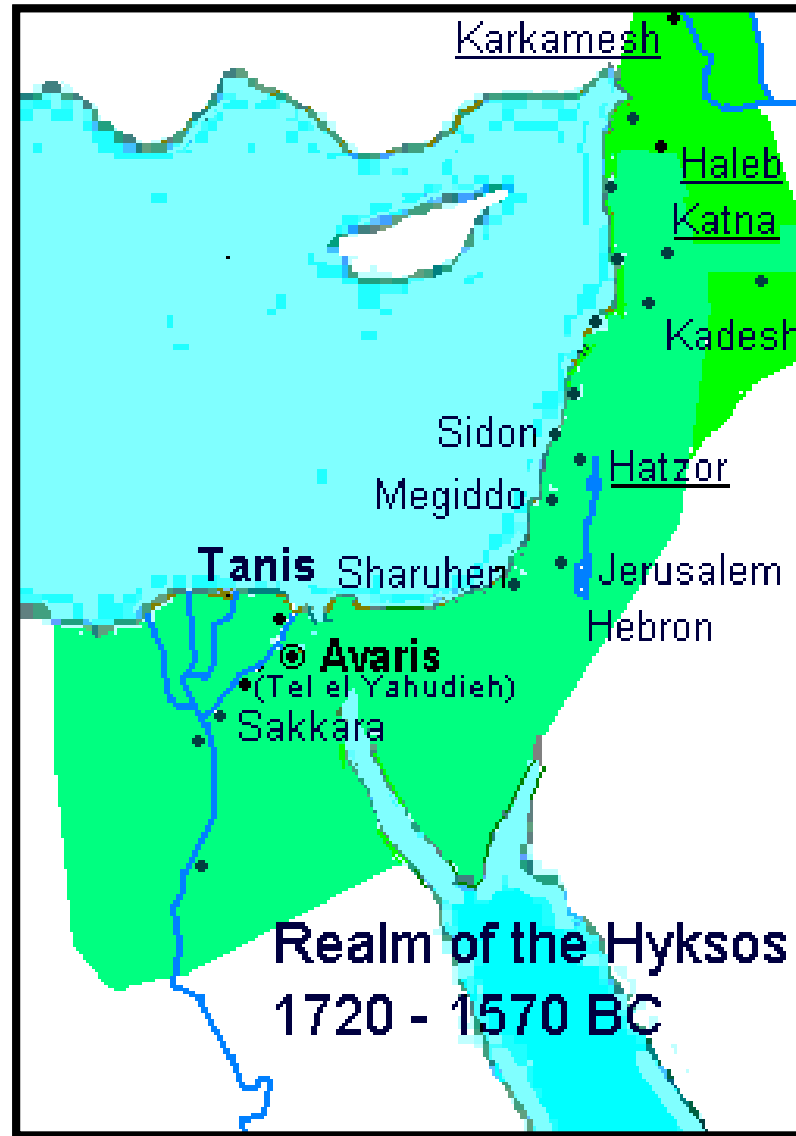 Karkamesh
Haleb
Katna
Kadesh
Sidon
Hatzor
Megiddo
Tanis
Sharuhen
Jerusalem
Hebron
Avaris
(Tel el Yahudieh)
Sakkara
Realm of the Hyksos
1720 - 1570 BC